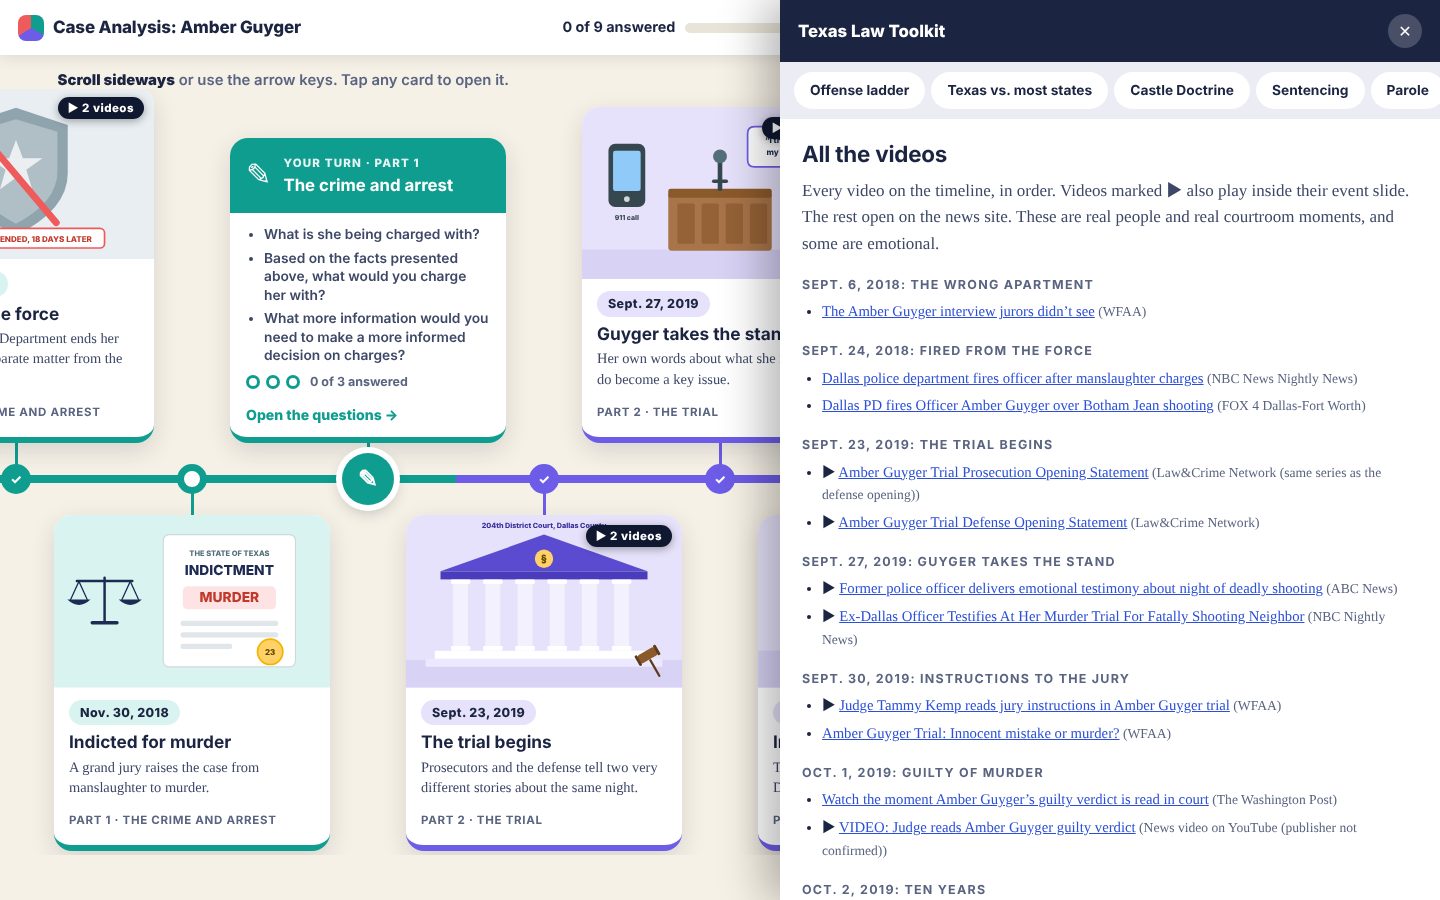 Case Analysis: Amber Guyger
0 of 9 answered
Scroll sideways or use the arrow keys. Tap any card to open it.
▶ 2 videos
ENDED, 18 DAYS LATER
e force
Department ends her
parate matter from the
ME AND ARREST
YOUR TURN · PART 1
The crime and arrest
• What is she being charged with?
• Based on the facts presented
above, what would you charge
her with?
• What more information would you
need to make a more informed
decision on charges?
0 of 3 answered
Open the questions →
911 call
my
Sept. 27, 2019
Guyger takes the stan
Her own words about what she
do become a key issue.
PART 2 · THE TRIAL
THE STATE OF TEXAS
INDICTMENT
MURDER
23
Nov. 30, 2018
Indicted for murder
A grand jury raises the case from
manslaughter to murder.
PART 1 · THE CRIME AND ARREST
204th District Court, Dallas County
▶ 2 videos
§
Sept. 23, 2019
The trial begins
Prosecutors and the defense tell two very
different stories about the same night.
PART 2 · THE TRIAL
Texas Law Toolkit
✕
Offense ladder
Texas vs. most states
Castle Doctrine
Sentencing
Parole
All the videos
Every video on the timeline, in order. Videos marked ▶ also play inside their event slide.
The rest open on the news site. These are real people and real courtroom moments, and
some are emotional.
SEPT. 6, 2018: THE WRONG APARTMENT
• The Amber Guyger interview jurors didn’t see (WFAA)
SEPT. 24, 2018: FIRED FROM THE FORCE
• Dallas police department fires officer after manslaughter charges (NBC News Nightly News)
• Dallas PD fires Officer Amber Guyger over Botham Jean shooting (FOX 4 Dallas-Fort Worth)
SEPT. 23, 2019: THE TRIAL BEGINS
• ▶ Amber Guyger Trial Prosecution Opening Statement (Law&Crime Network (same series as the
defense opening))
• ▶ Amber Guyger Trial Defense Opening Statement (Law&Crime Network)
SEPT. 27, 2019: GUYGER TAKES THE STAND
• ▶ Former police officer delivers emotional testimony about night of deadly shooting (ABC News)
• ▶ Ex-Dallas Officer Testifies At Her Murder Trial For Fatally Shooting Neighbor (NBC Nightly
News)
SEPT. 30, 2019: INSTRUCTIONS TO THE JURY
• ▶ Judge Tammy Kemp reads jury instructions in Amber Guyger trial (WFAA)
• Amber Guyger Trial: Innocent mistake or murder? (WFAA)
OCT. 1, 2019: GUILTY OF MURDER
• Watch the moment Amber Guyger’s guilty verdict is read in court (The Washington Post)
• ▶ VIDEO: Judge reads Amber Guyger guilty verdict (News video on YouTube (publisher not
confirmed))
OCT. 2, 2019: TEN YEARS